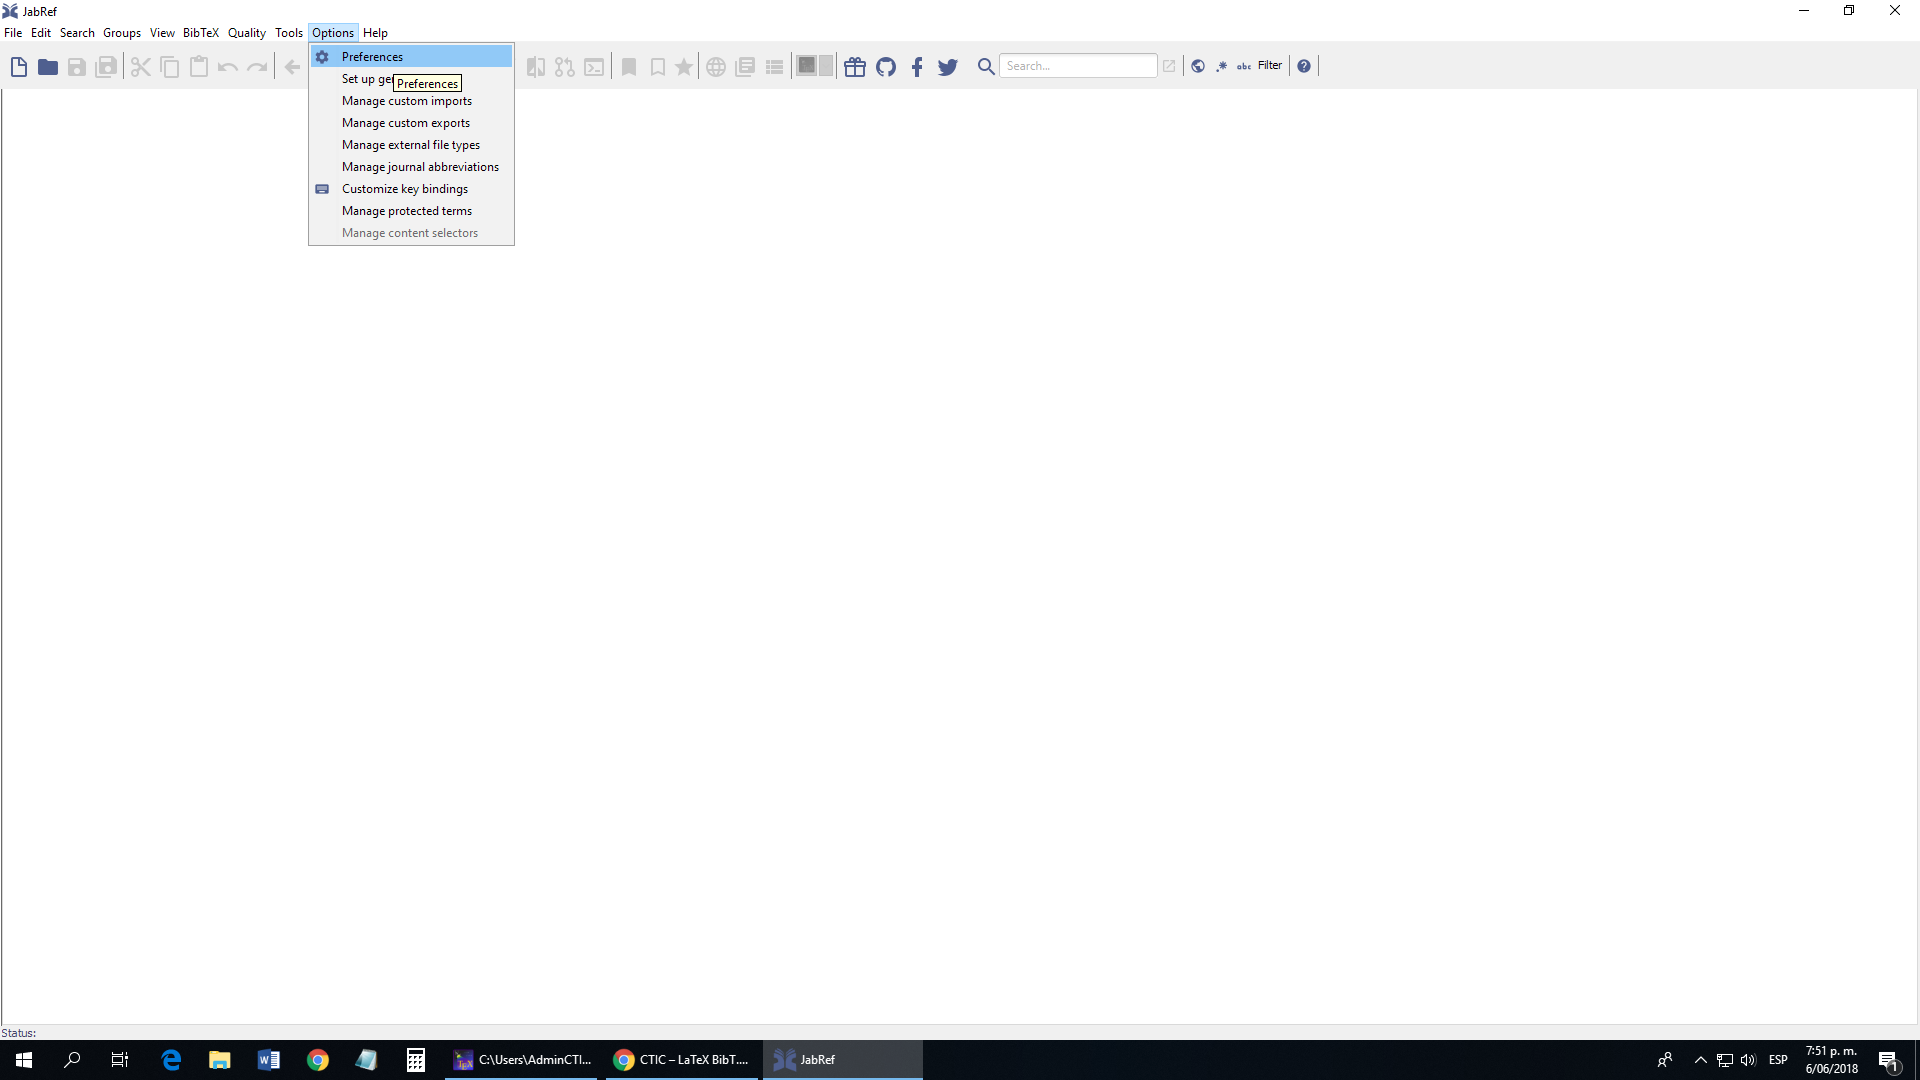 JabRef
File Edit Search Groups View BibTeX Quality Tools Options Help
Search...
abc Filter
Preferences
Set up ge
Preferences
Manage custom imports
Manage custom exports
Manage external file types
Manage journal abbreviations
Customize key bindings
Manage protected terms
Manage content selectors
Status:
C:\Users\AdminCTI...
CTIC – LaTeX BibT....
JabRef
ESP
7:51 p. m.
6/06/2018
1